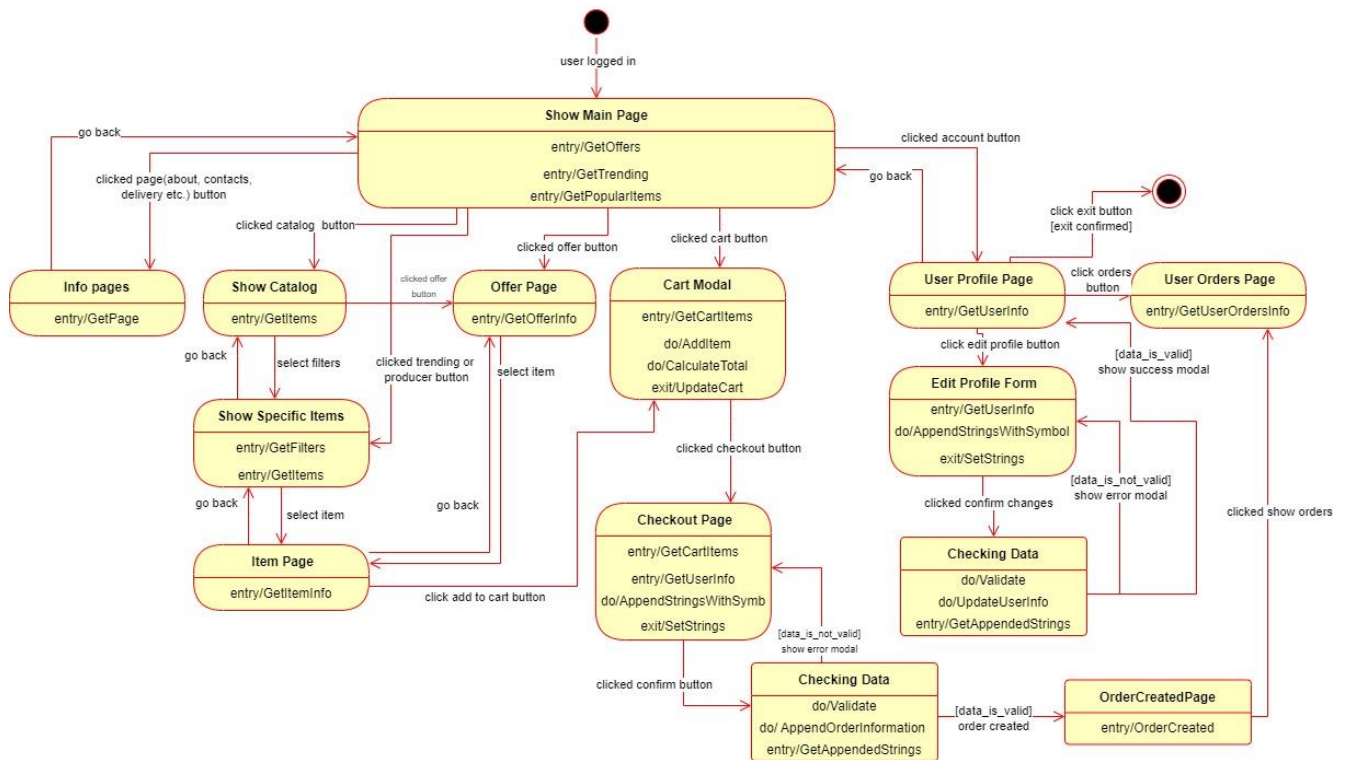 user logged in
Show Main Page
entry/GetOffers
entry/GetTrending
entry/GetPopularItems
go back
clicked page(about, contacts,
delivery etc.) button
clicked account button
go back
click exit button
[exit confirmed]
clicked catalog button
clicked offer button
clicked cart button
Info pages
entry/GetPage
Show Catalog
entry/GetItems
clicked offer
button
Offer Page
entry/GetOfferInfo
Cart Modal
entry/GetCartItems
do/AddItem
do/CalculateTotal
exit/UpdateCart
User Profile Page
entry/GetUserInfo
click orders
button
User Orders Page
entry/GetUserOrdersInfo
go back
select filters
clicked trending or
producer button
select item
click edit profile button
[data_is_valid]
show success modal
Show Specific Items
entry/GetFilters
entry/GetItems
Edit Profile Form
entry/GetUserInfo
do/AppendStringsWithSymbol
exit/SetStrings
clicked checkout button
go back
select item
go back
[data_is_not_valid]
show error modal
clicked confirm changes
clicked show orders
Item Page
entry/GetItemInfo
click add to cart button
Checkout Page
entry/GetCartItems
entry/GetUserInfo
do/AppendStringsWithSymb
exit/SetStrings
Checking Data
do/Validate
do/UpdateUserInfo
entry/GetAppendedStrings
[data_is_not_valid]
show error modal
clicked confirm button
Checking Data
do/Validate
do/ AppendOrderInformation
entry/GetAppendedStrings
[data_is_valid]
order created
OrderCreatedPage
entry/OrderCreated